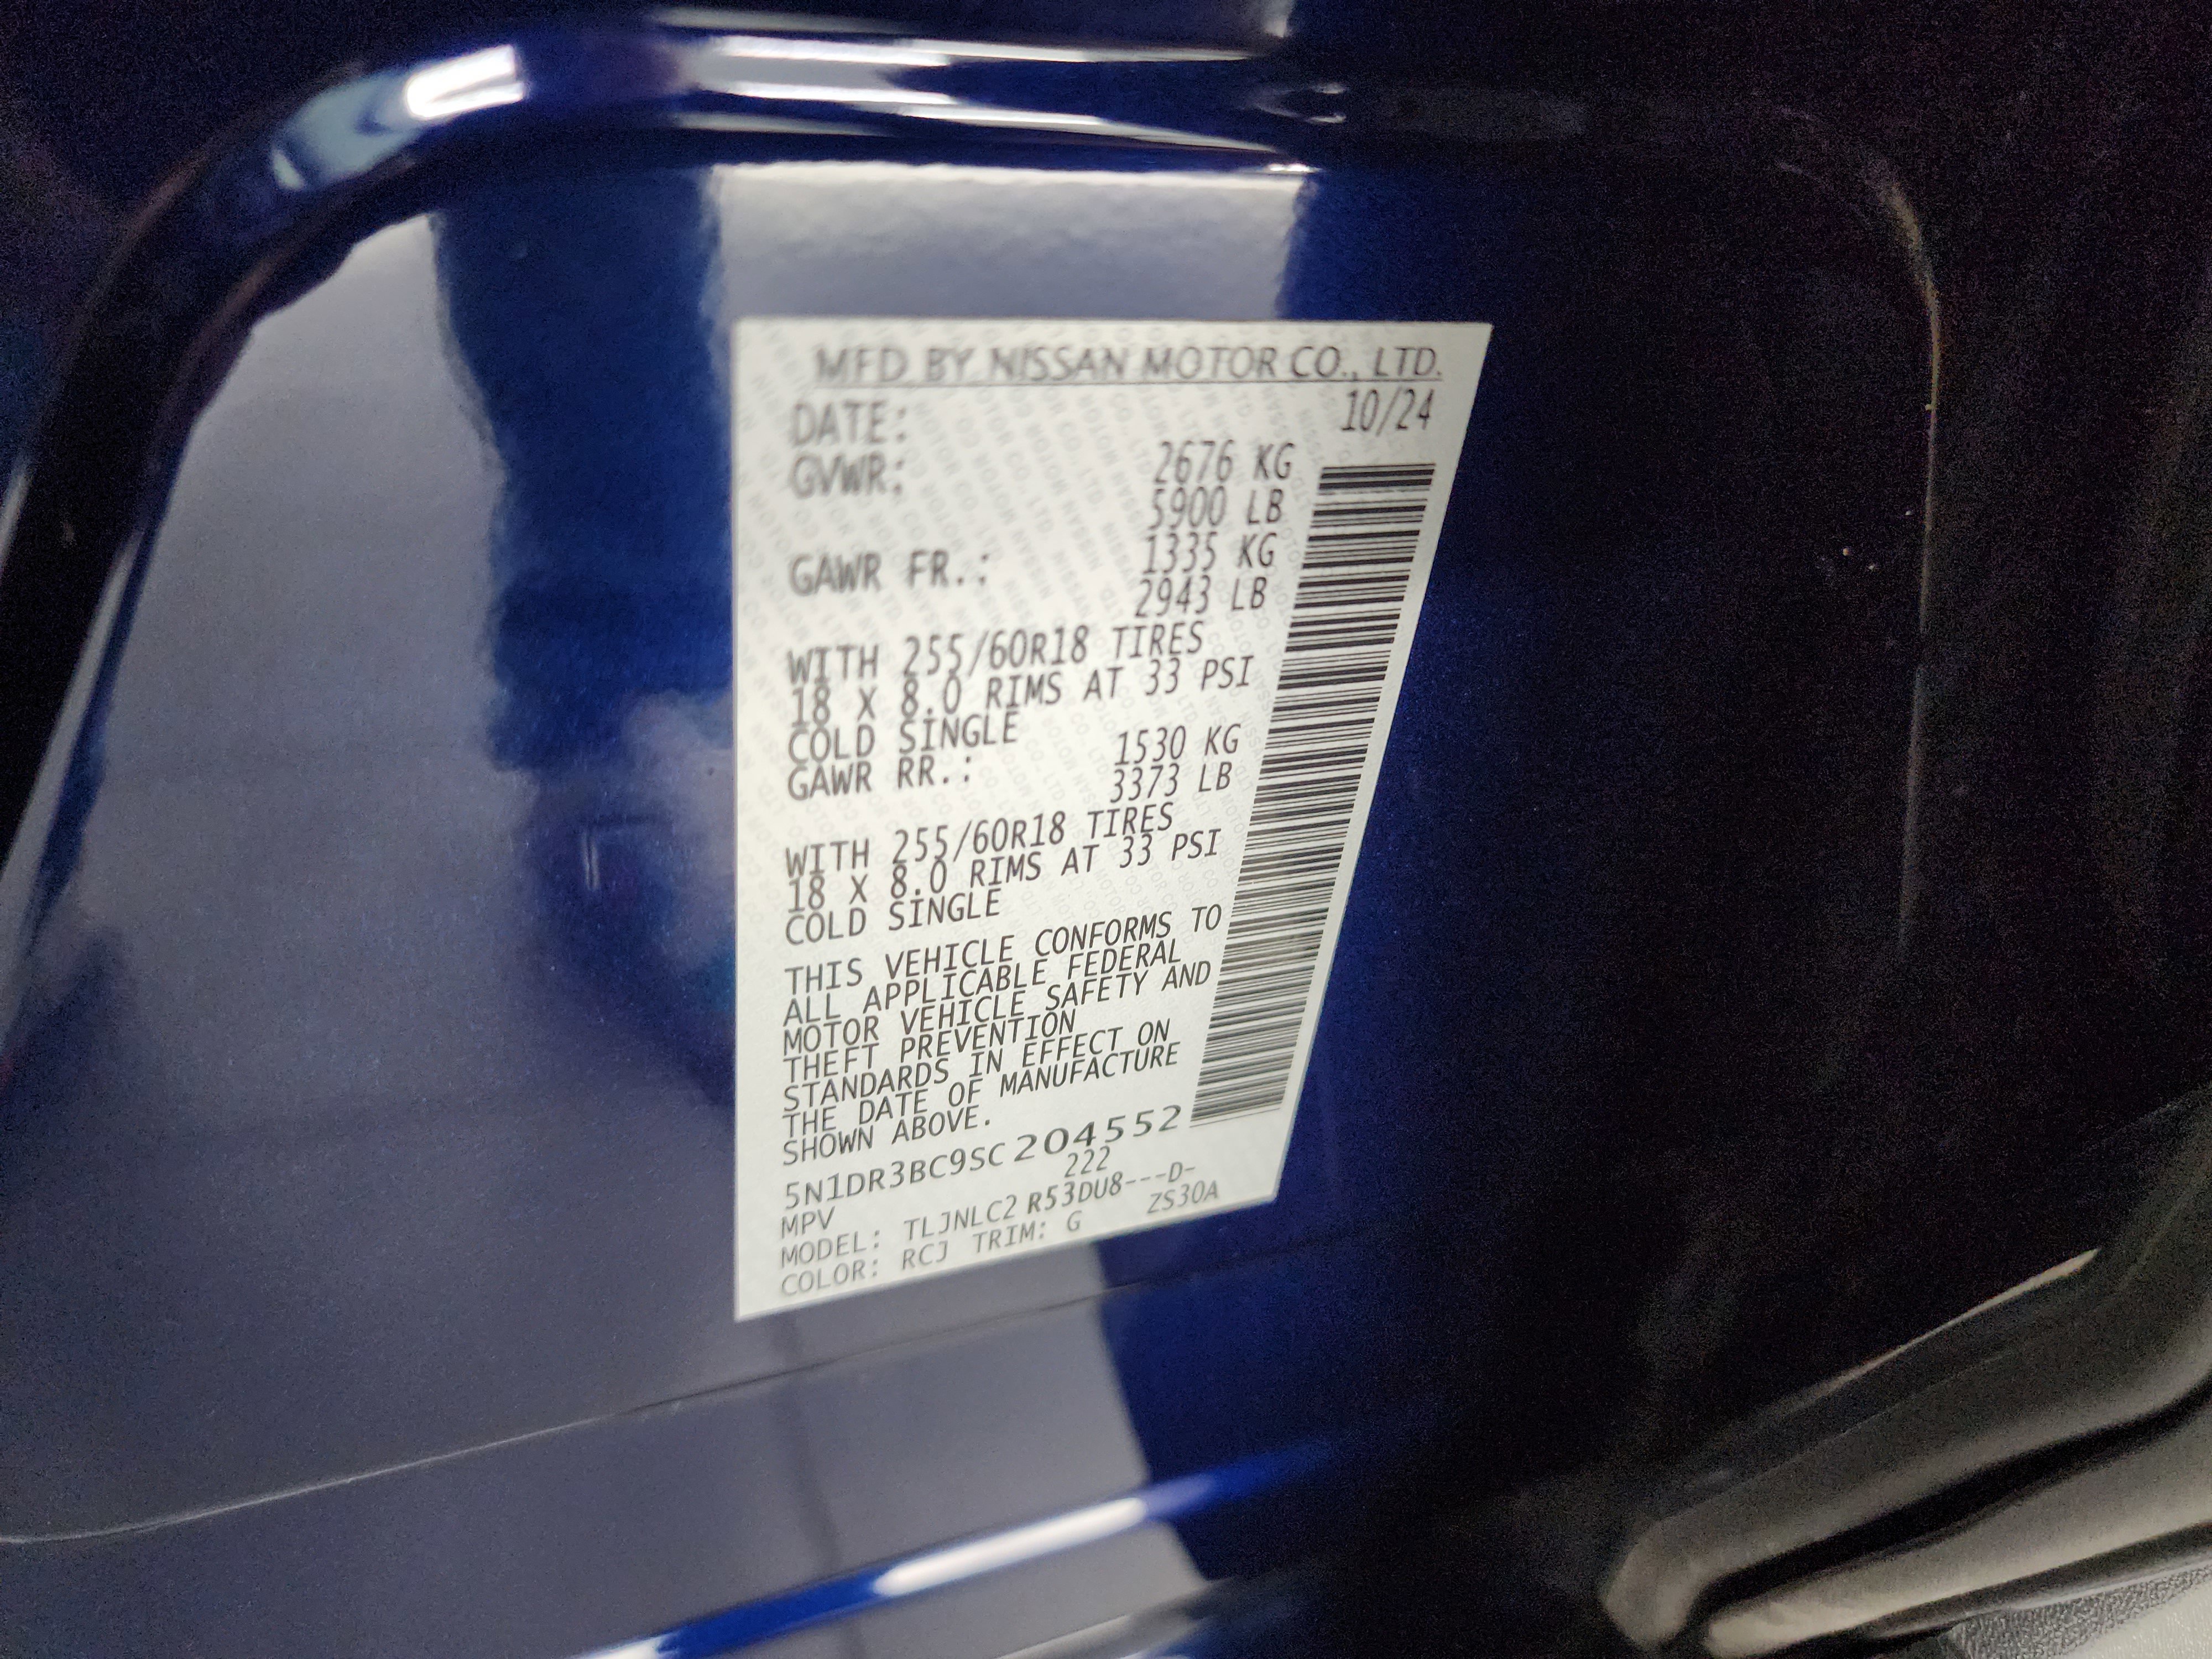 MFD BY NISSAN MOTOR CO., LTD.
DATE: 10/24
GVWR: 2676 KG
5900 LB
GAWR FR.: 1335 KG
2943 LB
WITH 255/60R18 TIRES
18 X 8.0 RIMS AT 33 PSI
COLD SINGLE
GAWR RR.: 1530 KG
3373 LB
WITH 255/60R18 TIRES
18 X 8.0 RIMS AT 33 PSI
COLD SINGLE
THIS VEHICLE CONFORMS TO
ALL APPLICABLE FEDERAL
MOTOR VEHICLE SAFETY AND
THEFT PREVENTION
STANDARDS IN EFFECT ON
THE DATE OF MANUFACTURE
SHOWN ABOVE.
5N1DR3BC9SC204552
MPV 222
MODEL: TLJNLC2 R53DU8---D-
COLOR: RCJ TRIM: G ZS30A